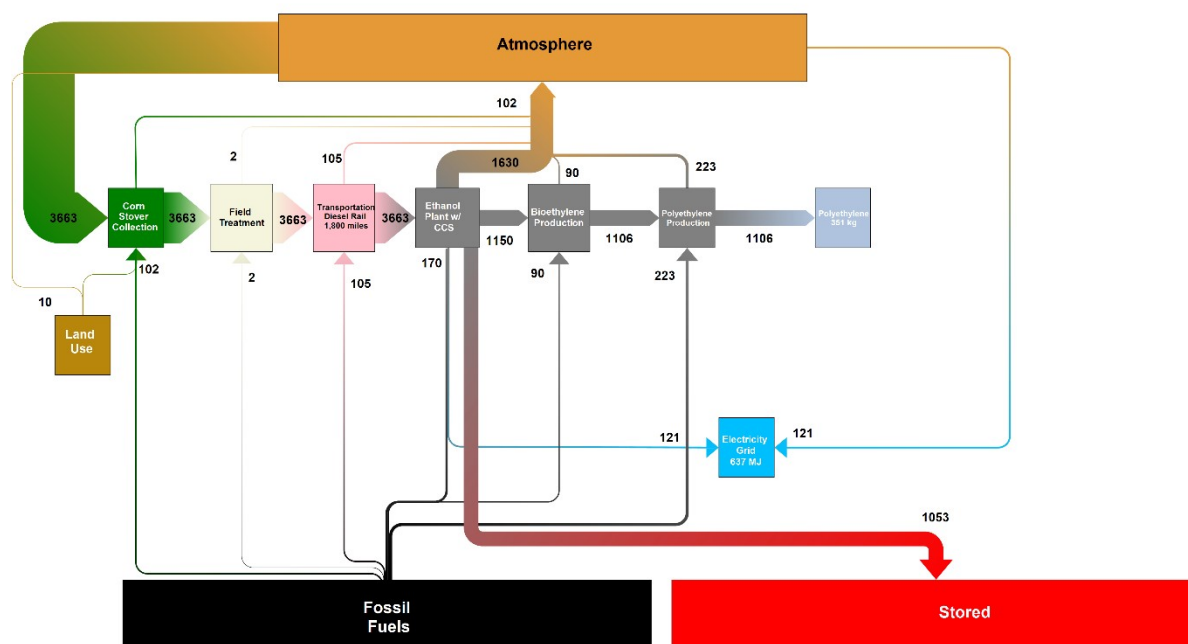 Atmosphere
102
2
105
1630
90
223
3663
Corn
Stover
Collection
3663
Field
Treatment
3663
Transportation
Diesel Rail
1,800 miles
3663
Ethanol
Plant w/
CCS
1150
Bioethylene
Production
1106
Polyethylene
Production
1106
Polyethylene
351 kg
102
2
105
170
90
223
10
Land
Use
121
Electricity
Grid
637 MJ
121
1053
Fossil
Fuels
Stored